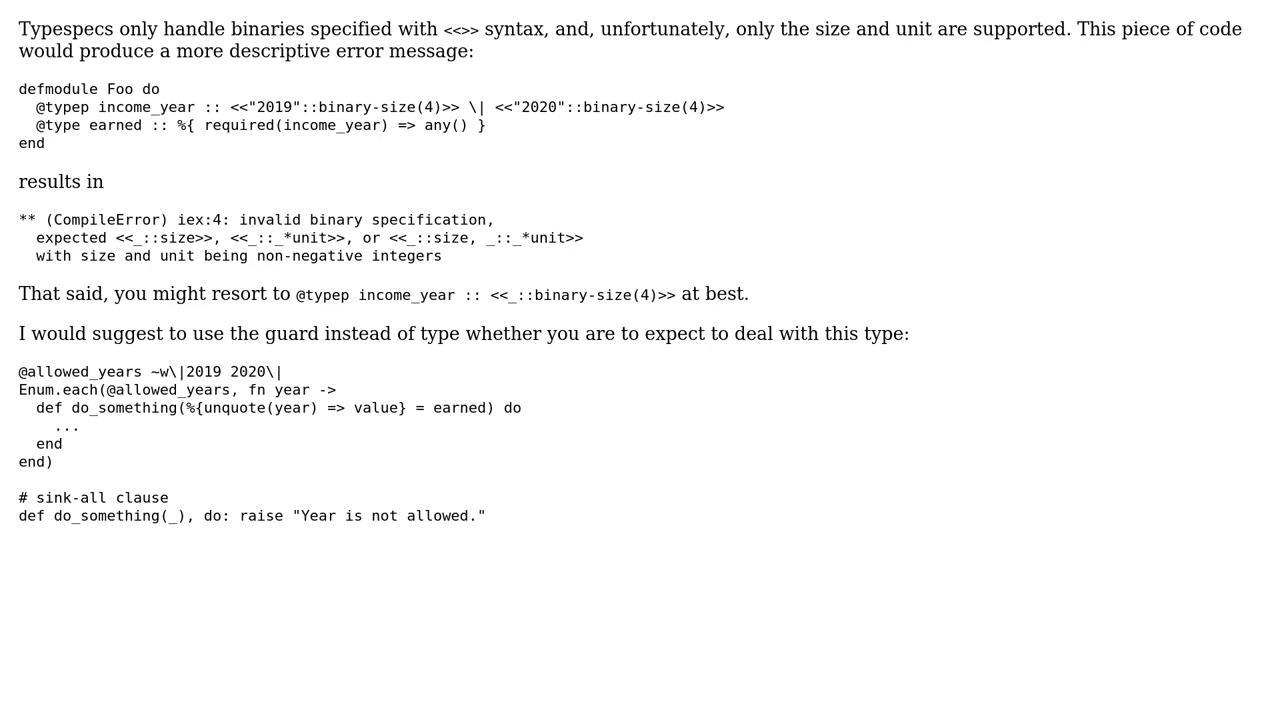 Typespecs only handle binaries specified with <<>> syntax, and, unfortunately, only the size and unit are supported. This piece of code
would produce a more descriptive error message:
defmodule Foo do
  @typep income_year :: <<"2019"::binary-size(4)>> \| <<"2020"::binary-size(4)>>
  @type earned :: %{ required(income_year) => any() }
end
results in
** (CompileError) iex:4: invalid binary specification,
  expected <<_::size>>, <<_::_*unit>>, or <<_::size, _::_*unit>>
  with size and unit being non-negative integers
That said, you might resort to @typep income_year :: <<_::binary-size(4)>> at best.
I would suggest to use the guard instead of type whether you are to expect to deal with this type:
@allowed_years ~w\|2019 2020\|
Enum.each(@allowed_years, fn year ->
  def do_something(%{unquote(year) => value} = earned) do
    ...
  end
end)
# sink-all clause
def do_something(_), do: raise "Year is not allowed."